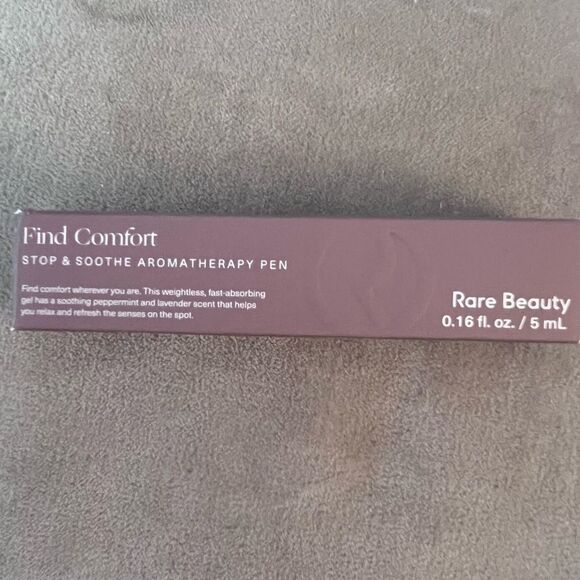 Find Comfort
STOP & SOOTHE AROMATHERAPY PEN
Find comfort wherever you are. This weightless, fast-absorbing
gel has a soothing peppermint and lavender scent that helps
you relax and refresh the senses on the spot.
Rare Beauty
0.16 fl. oz. / 5 mL